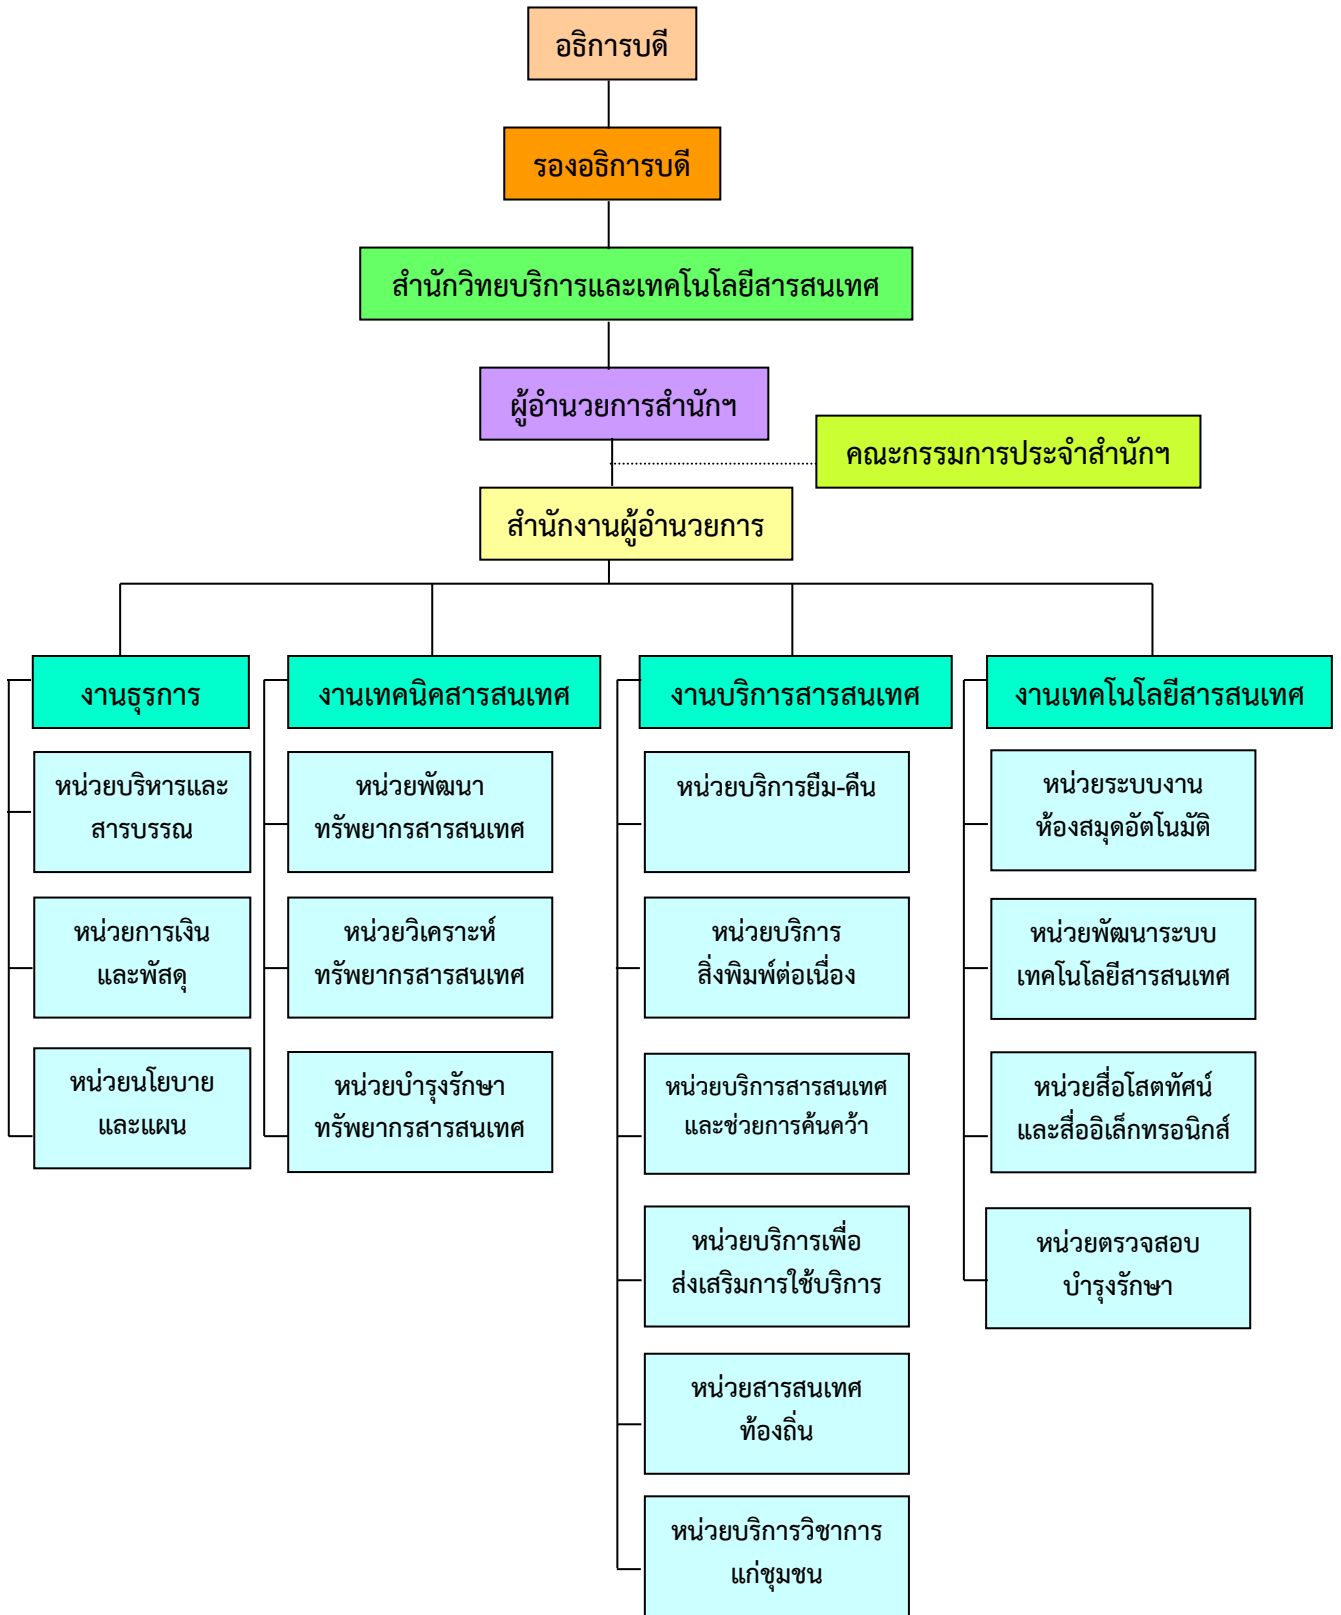 อธิการบดี
รองอธิการบดี
สำนักวิทยบริการและเทคโนโลยีสารสนเทศ
ผู้อำนวยการสำนักฯ
คณะกรรมการประจำสำนักฯ
สำนักงานผู้อำนวยการ
งานธุรการ
หน่วยบริหารและ
สารบรรณ
หน่วยการเงิน
และพัสดุ
หน่วยนโยบาย
และแผน
งานเทคนิคสารสนเทศ
หน่วยพัฒนา
ทรัพยากรสารสนเทศ
หน่วยวิเคราะห์
ทรัพยากรสารสนเทศ
หน่วยบำรุงรักษา
ทรัพยากรสารสนเทศ
งานบริการสารสนเทศ
หน่วยบริการยืม-คืน
หน่วยบริการ
สิ่งพิมพ์ต่อเนื่อง
หน่วยบริการสารสนเทศ
และช่วยการค้นคว้า
หน่วยบริการเพื่อ
ส่งเสริมการใช้บริการ
หน่วยสารสนเทศ
ท้องถิ่น
หน่วยบริการวิชาการ
แก่ชุมชน
งานเทคโนโลยีสารสนเทศ
หน่วยระบบงาน
ห้องสมุดอัตโนมัติ
หน่วยพัฒนาระบบ
เทคโนโลยีสารสนเทศ
หน่วยสื่อโสตทัศน์
และสื่ออิเล็กทรอนิกส์
หน่วยตรวจสอบ
บำรุงรักษา